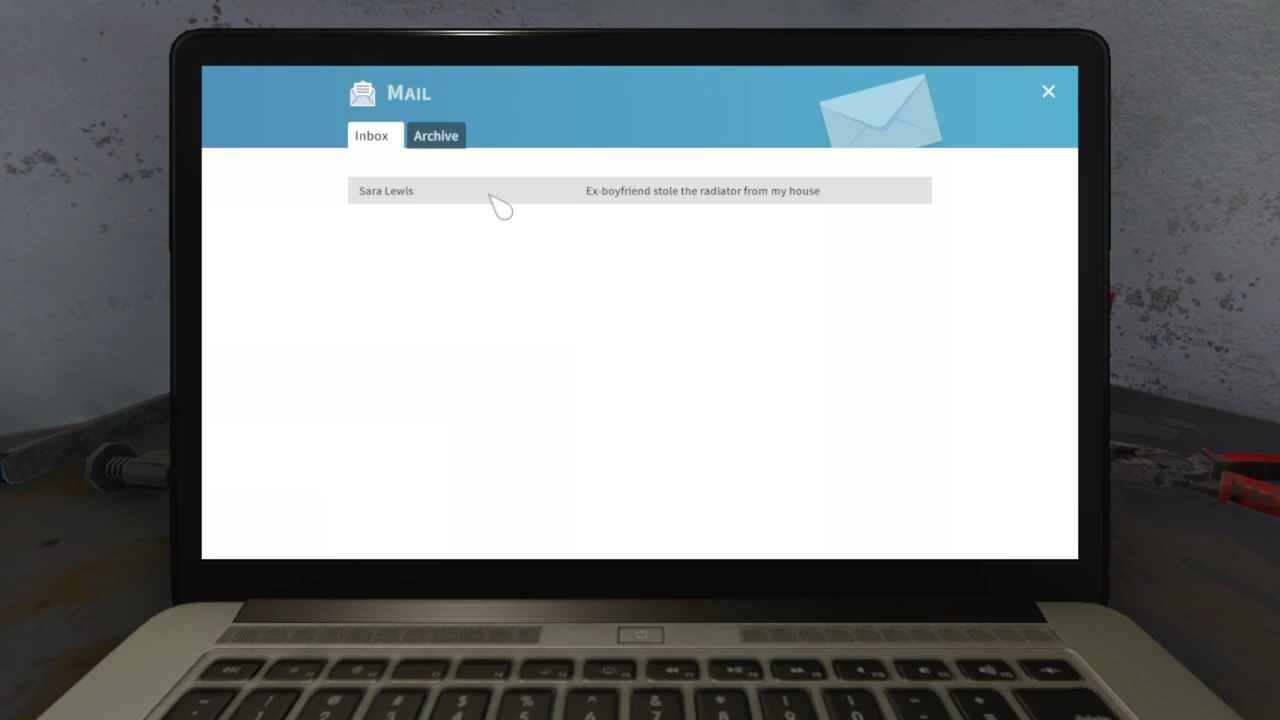 MAIL
Inbox
Archive
Sara Lewis
Ex-boyfriend stole the radiator from my house